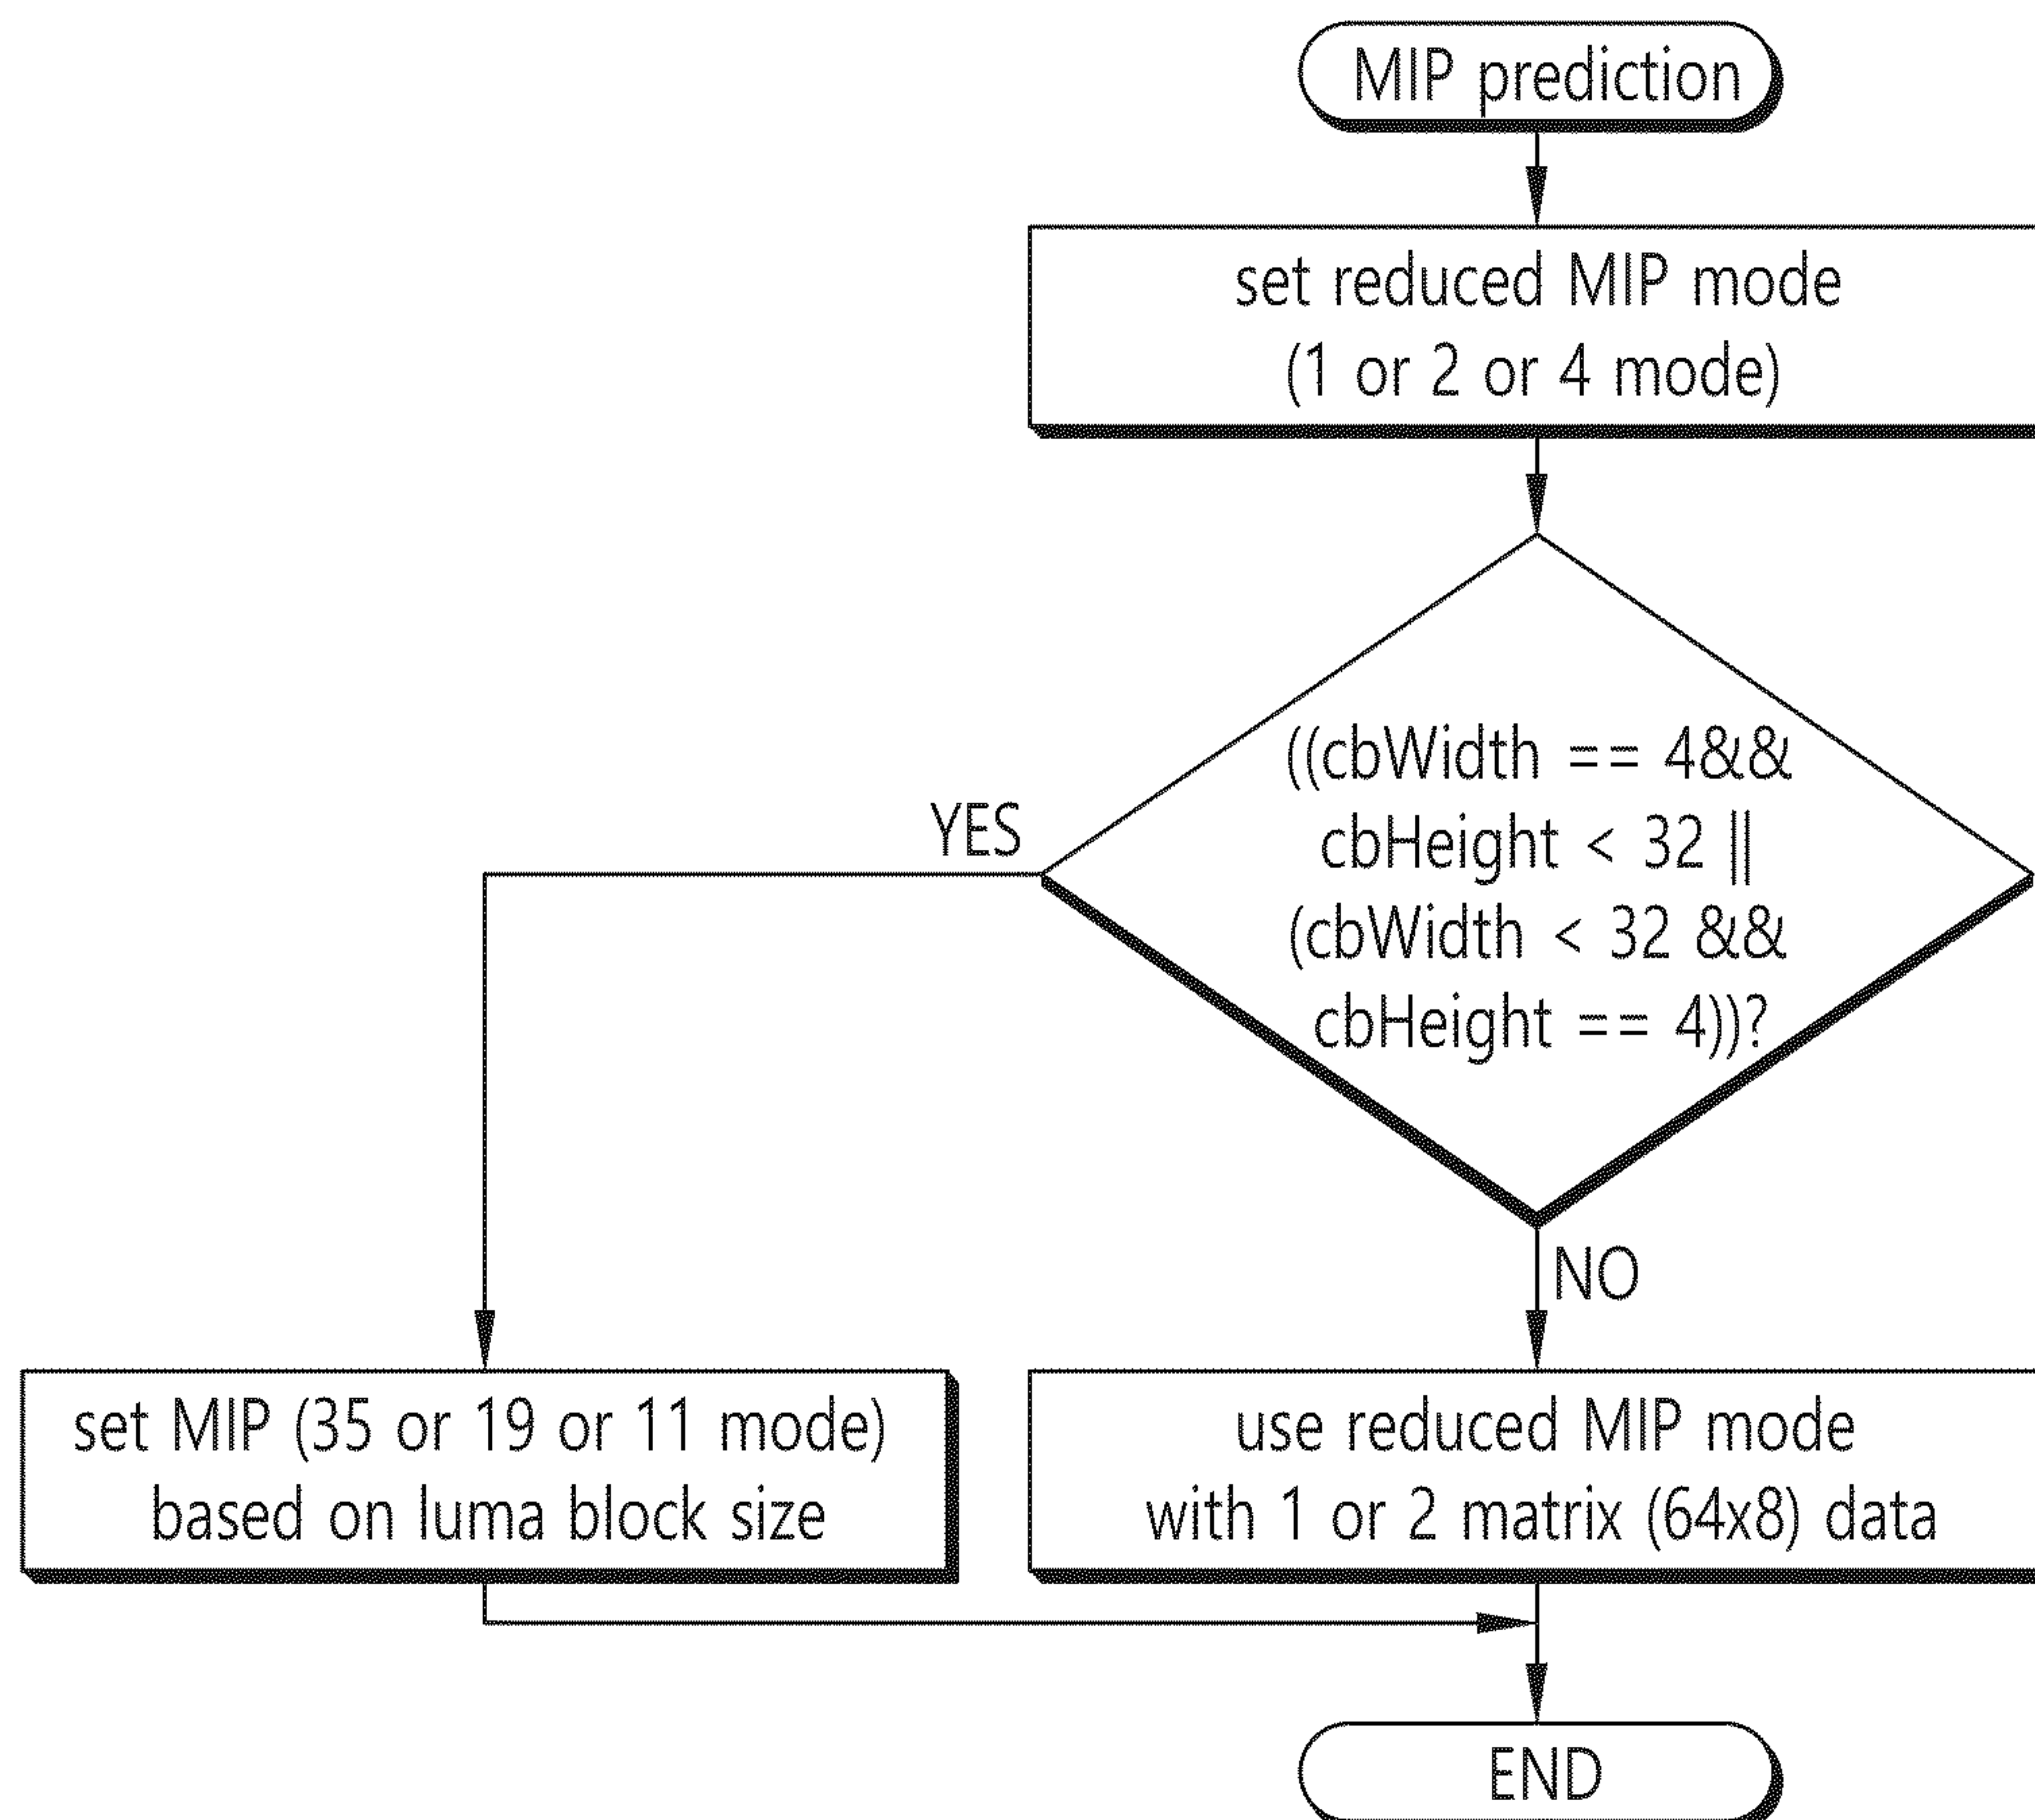 MIP prediction
set reduced MIP mode
(1 or 2 or 4 mode)
((cbWidth == 4&&
cbHeight < 32 ||
(cbWidth < 32 &&
cbHeight == 4))?
YES
NO
set MIP (35 or 19 or 11 mode)
based on luma block size
use reduced MIP mode
with 1 or 2 matrix (64x8) data
END